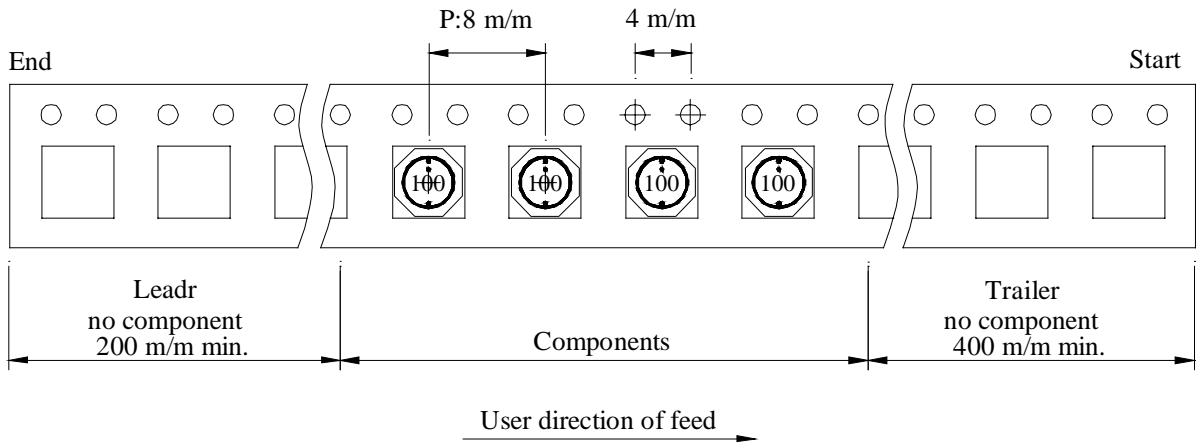 P:8 m/m
4 m/m
End
Start
100
100
100
100
Leadr
no component
200 m/m min.
Components
Trailer
no component
400 m/m min.
User direction of feed